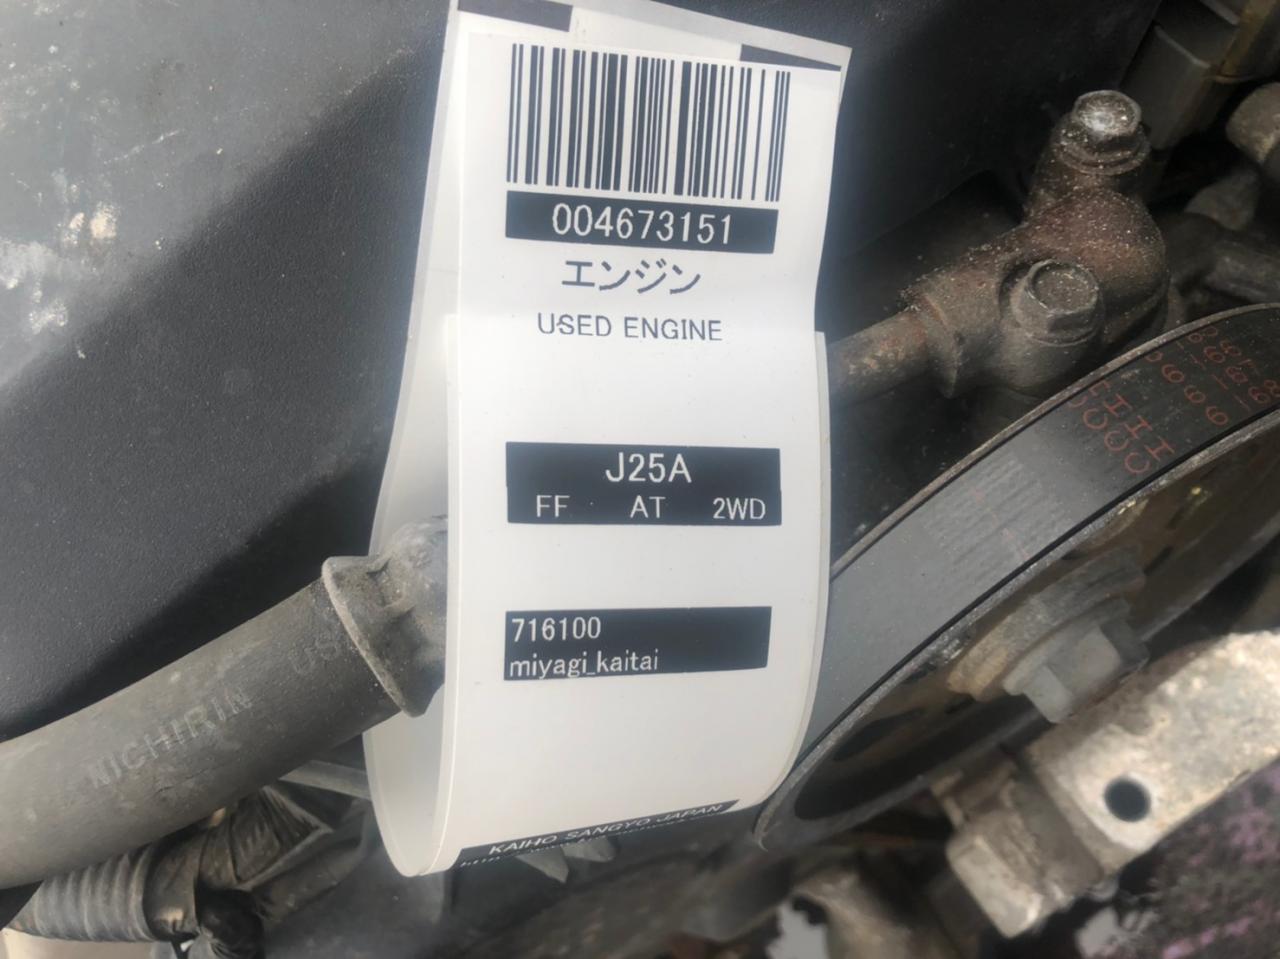 004673151
エンジン
USED ENGINE
J25A
FF AT 2WD
716100
miyagi_kaitai
KAIHO SANGYO JAPAN
NICHIRIN